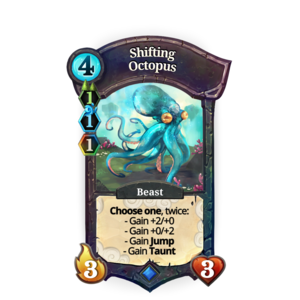 4
Shifting
Octopus
1
1
1
Beast
Choose one, twice:
- Gain +2/+0
- Gain +0/+2
- Gain Jump
- Gain Taunt
3
3